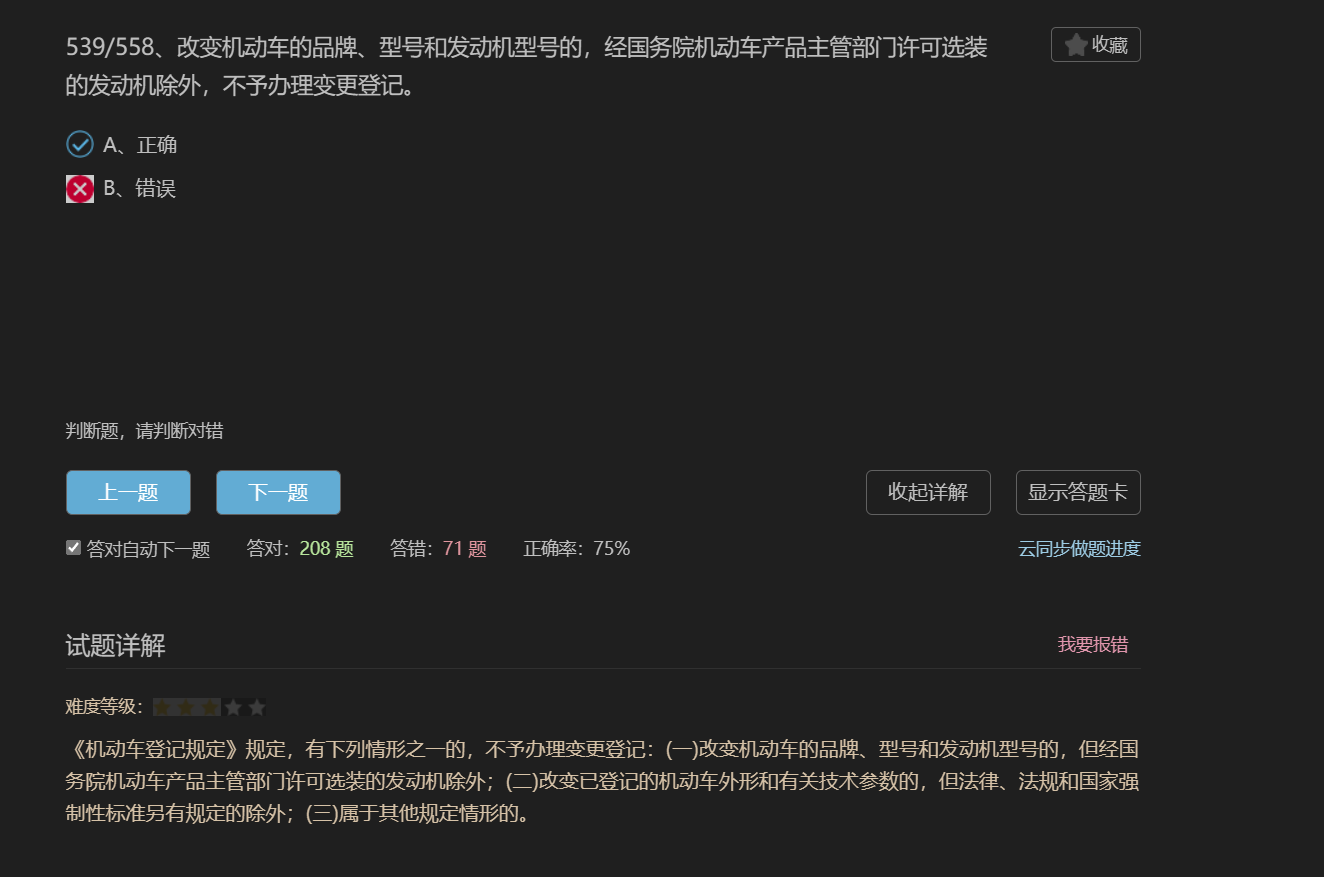 539/558、改变机动车的品牌、型号和发动机型号的，经国务院机动车产品主管部门许可选装
的发动机除外，不予办理变更登记。
收藏
A、正确
B、错误
判断题，请判断对错
上一题
下一题
收起详解
显示答题卡
答对自动下一题
答对：208 题
答错：71 题
正确率：75%
云同步做题进度
试题详解
我要报错
难度等级：
《机动车登记规定》规定，有下列情形之一的，不予办理变更登记：(一)改变机动车的品牌、型号和发动机型号的，但经国
务院机动车产品主管部门许可选装的发动机除外；(二)改变已登记的机动车外形和有关技术参数的，但法律、法规和国家强
制性标准另有规定的除外；(三)属于其他规定情形的。